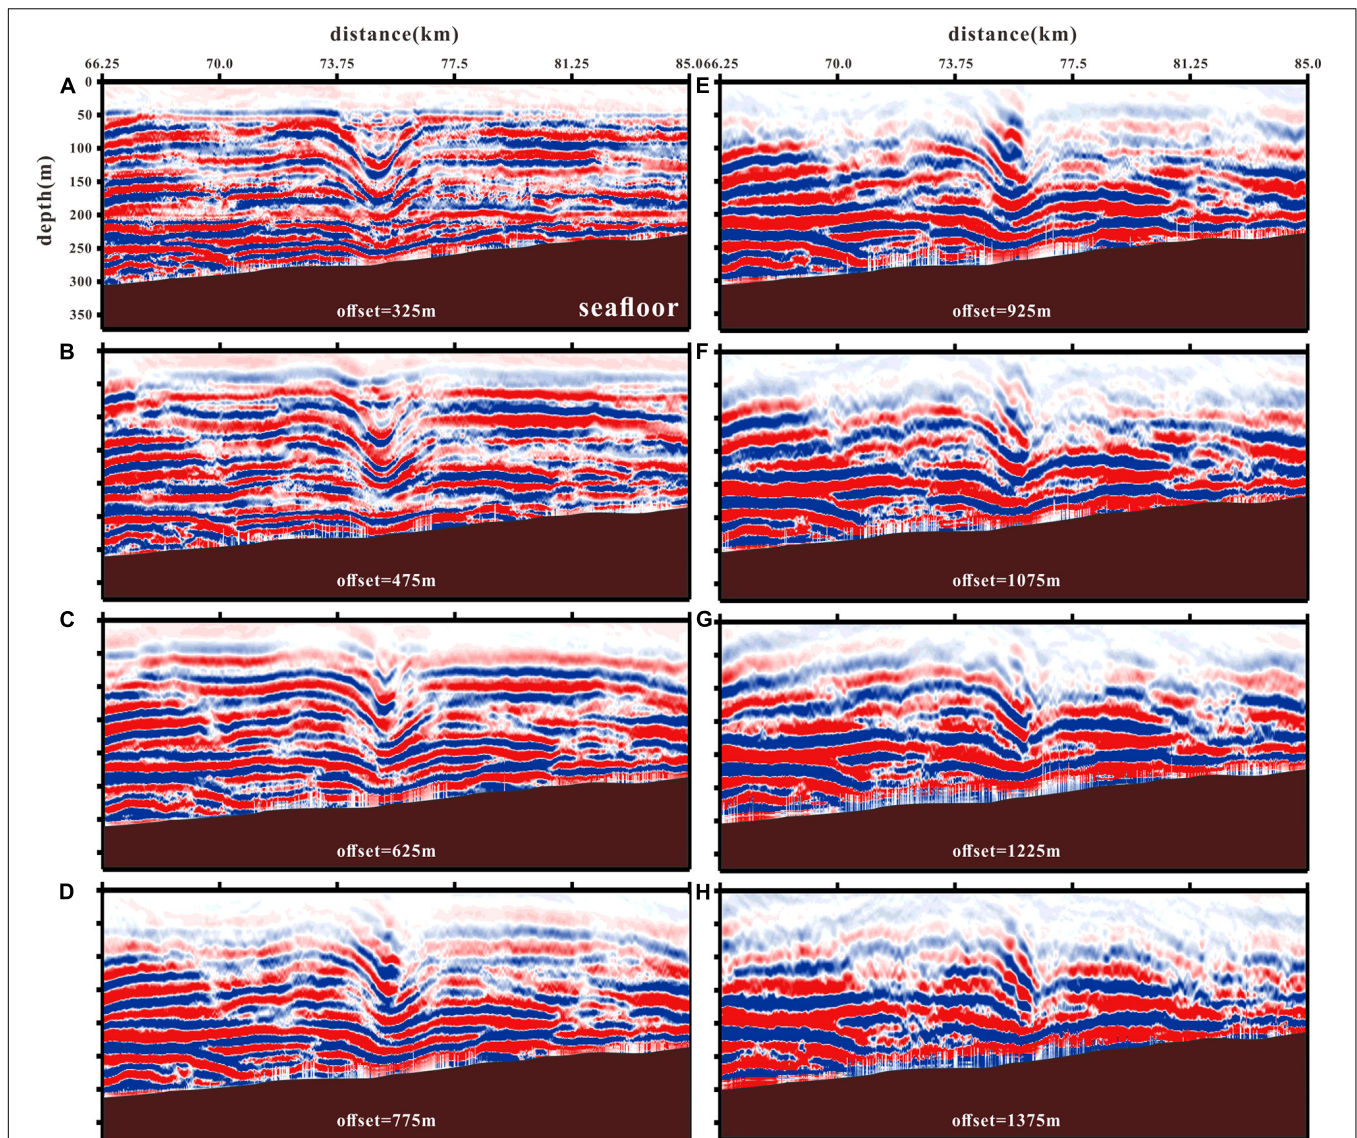 distance(km) distance(km)
66.25 70.0 73.75 77.5 81.25 85.0 66.25 70.0 73.75 77.5 81.25 85.0
A
E
depth(m)
0
50
100
150
200
250
300
350
offset=325m
seafloor
offset=925m
B
F
offset=475m
offset=1075m
C
G
offset=625m
offset=1225m
D
H
offset=775m
offset=1375m